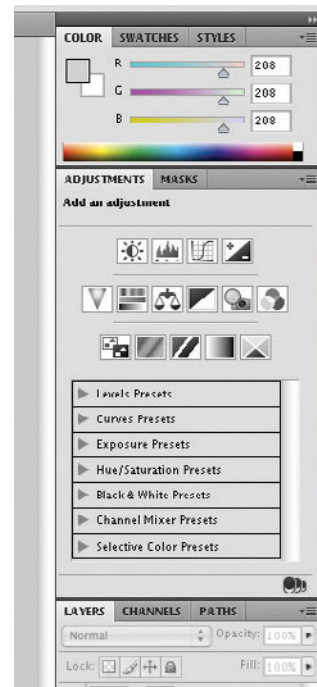 COLOR SWATCHES STYLES
R 208
G 208
B 208
ADJUSTMENTS MASKS
Add an adjustment
Levels Presets
Curves Presets
Exposure Presets
Hue/Saturation Presets
Black & White Presets
Channel Mixer Presets
Selective Color Presets
LAYERS CHANNELS PATHS
Normal Opacity: 100%
Lock: Fill: 100%